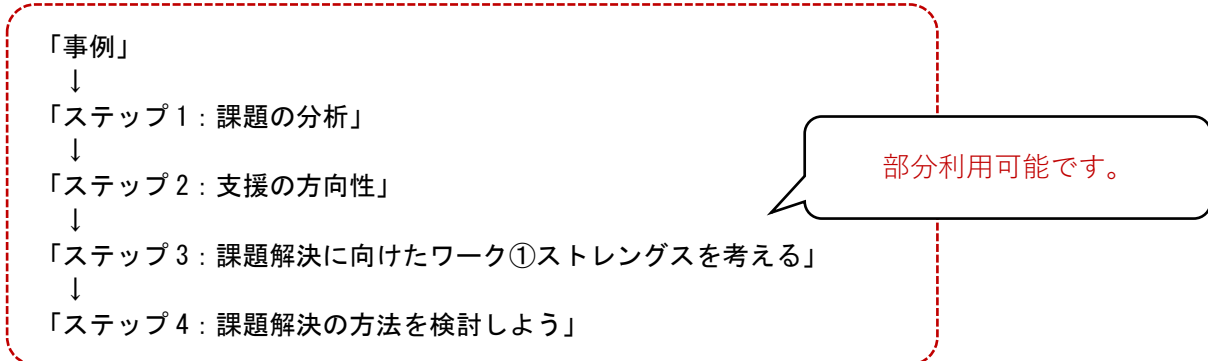 「事例」
↓
「ステップ1：課題の分析」
↓
「ステップ2：支援の方向性」
↓
「ステップ3：課題解決に向けたワーク①ストレングスを考える」
↓
「ステップ4：課題解決の方法を検討しよう」
部分利用可能です。